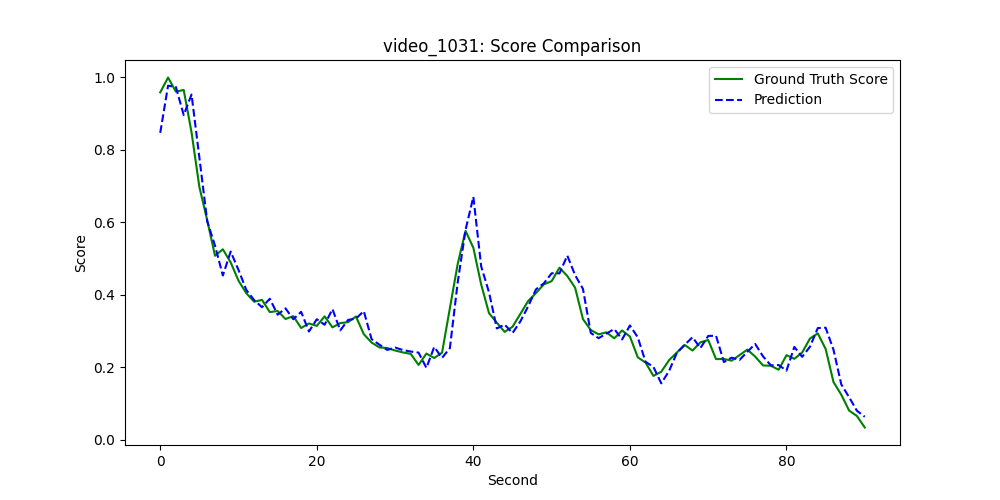 video_1031: Score Comparison
Ground Truth Score
Prediction
Score
1.0
0.8
0.6
0.4
0.2
0.0
0 20 40 60 80
Second